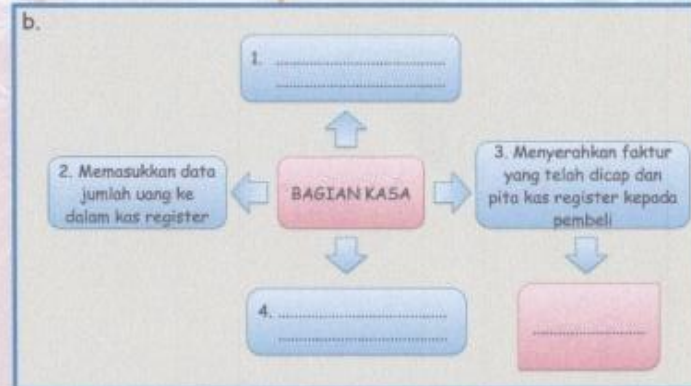 b.
1. ........................................
........................................
2. Memasukkan data
jumlah uang ke
dalam kas register
BAGIAN KASA
3. Menyerahkan faktur
yang telah dicap dan
pita kas register kepada
pembeli
4. ........................................
........................................
...........................